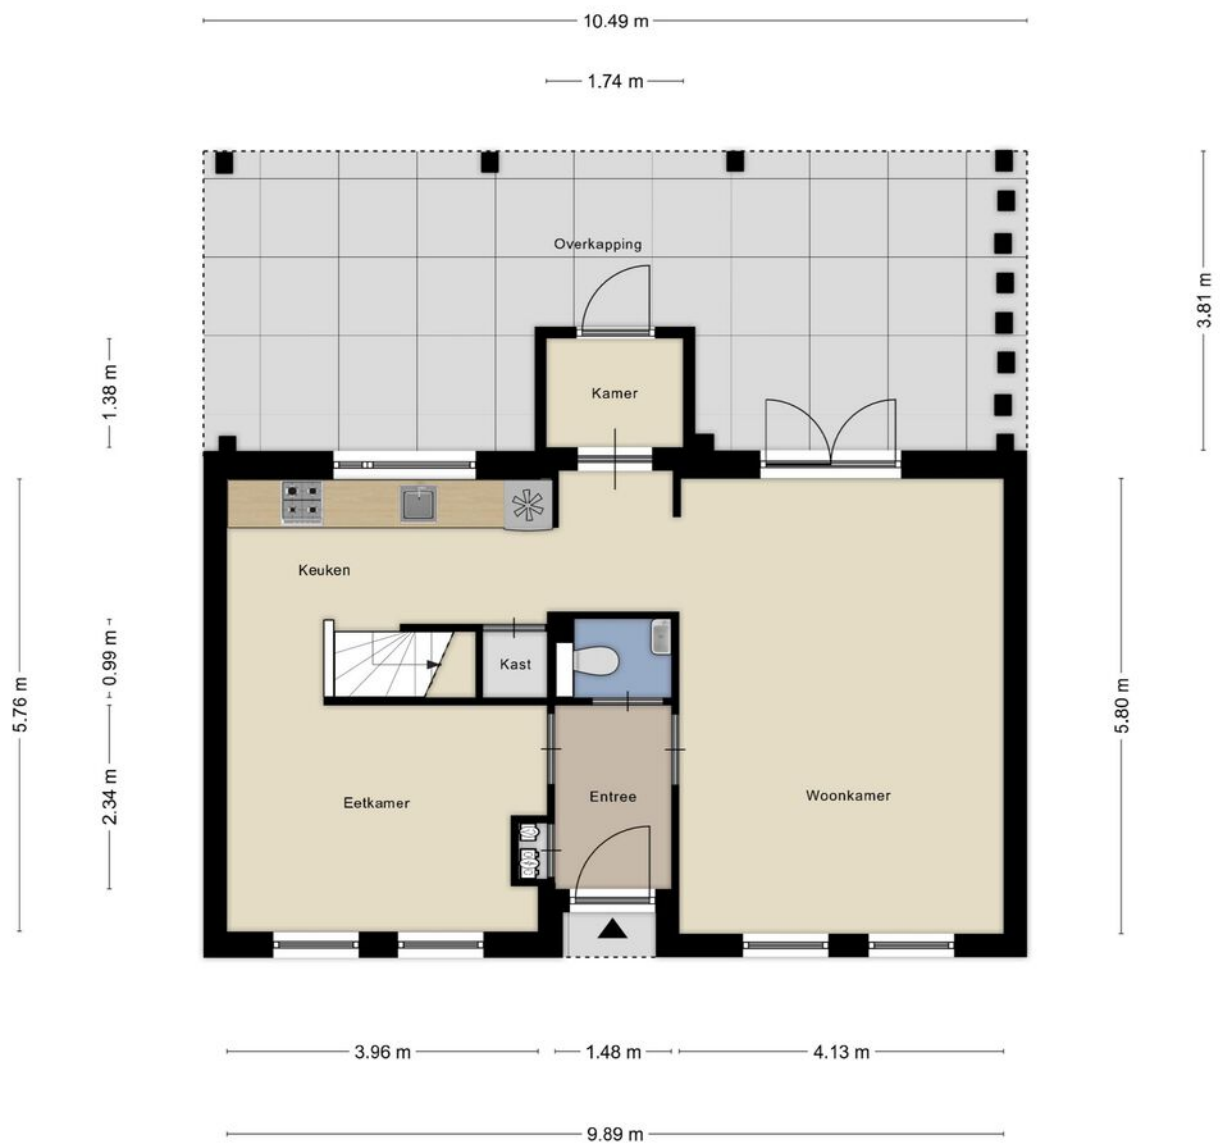 10.49 m
1.74 m
Overkapping
3.81 m
1.38 m
Kamer
Keuken
0.99 m
Kast
5.76 m
5.80 m
2.34 m
Eetkamer
Entree
Woonkamer
3.96 m
1.48 m
4.13 m
9.89 m